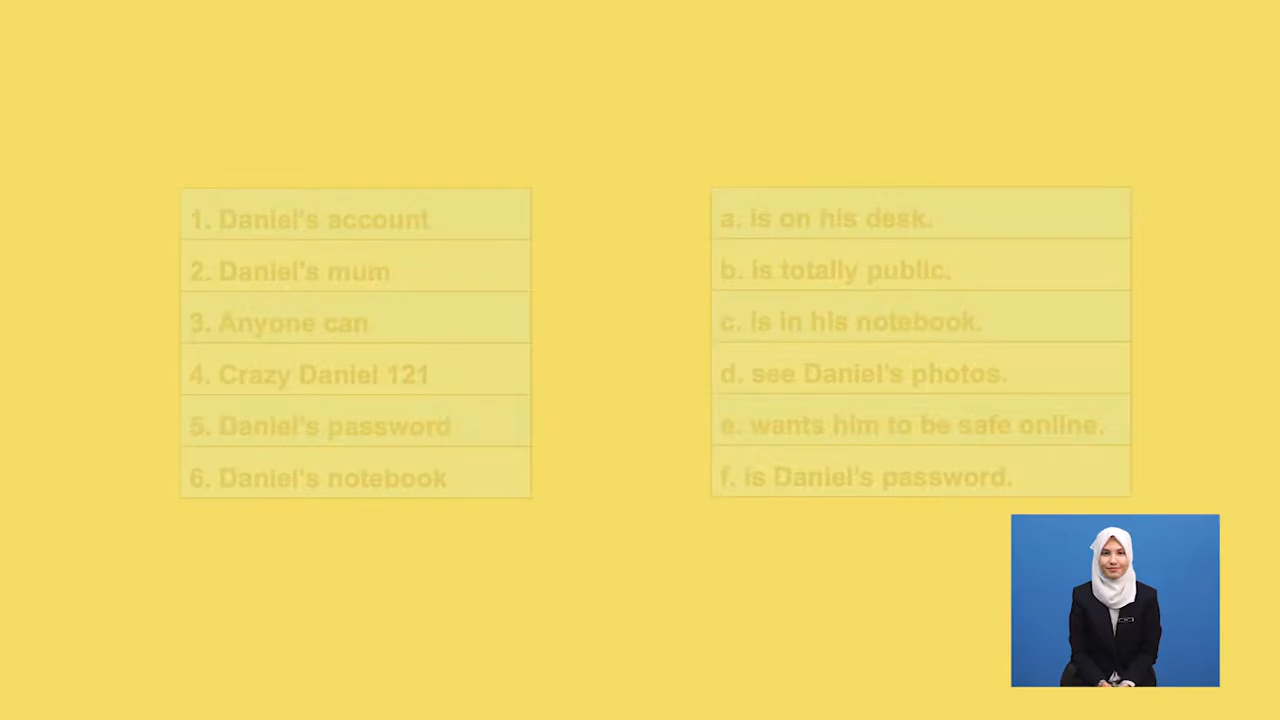 1. Daniel's account
2. Daniel's mum
3. Anyone can
4. Crazy Daniel 121
5. Daniel's password
6. Daniel's notebook
a. is on his desk.
b. is totally public.
c. is in his notebook.
d. see Daniel's photos.
e. wants him to be safe online.
f. is Daniel's password.